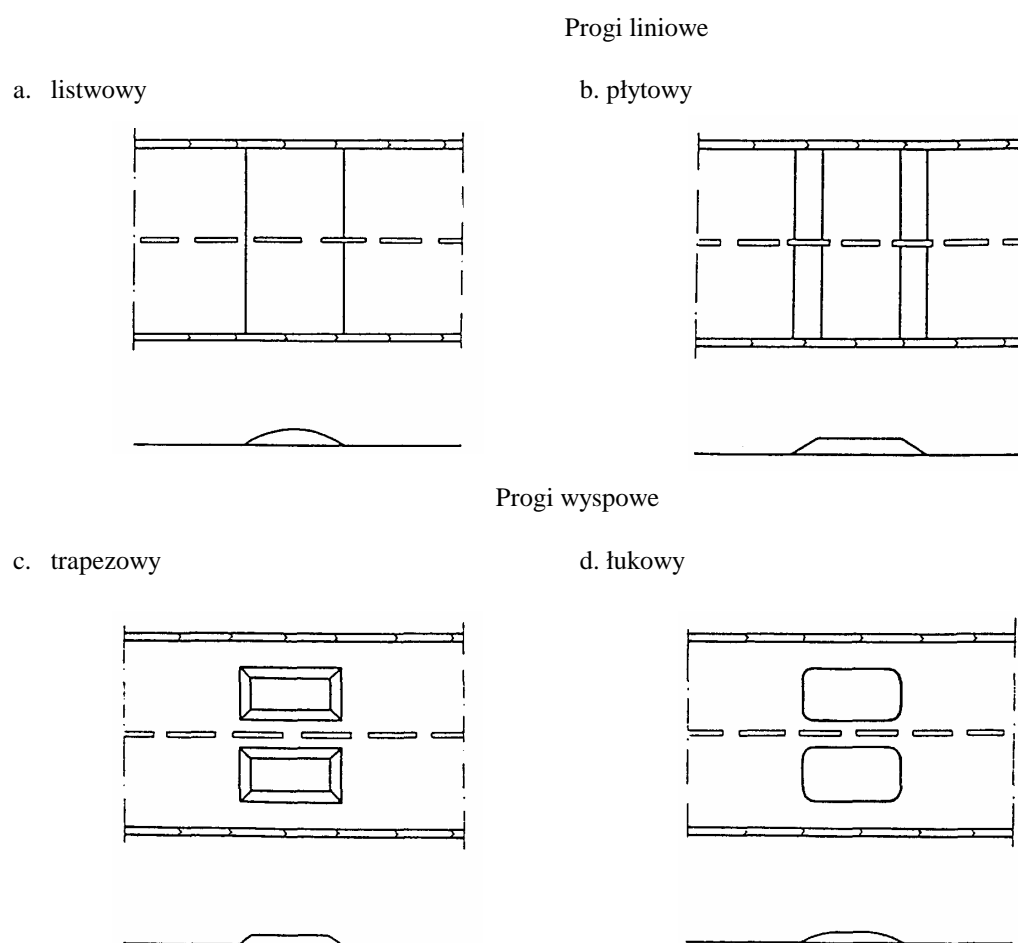 Progi liniowe
a. listwowy
b. płytowy
Progi wyspowe
c. trapezowy
d. łukowy